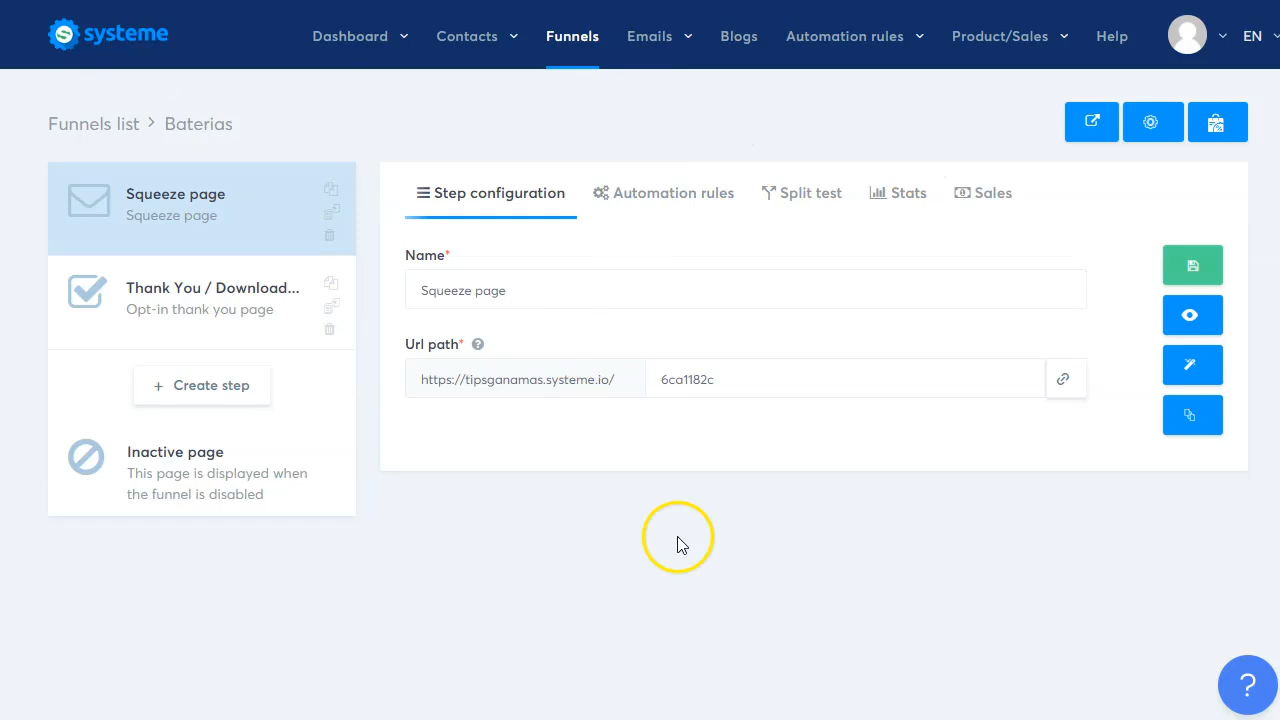 systeme
Dashboard Contacts Funnels Emails Blogs Automation rules Product/Sales Help EN
Funnels list > Baterias
Squeeze page
Squeeze page
Thank You / Download...
Opt-in thank you page
+ Create step
Inactive page
This page is displayed when
the funnel is disabled
Step configuration Automation rules Split test Stats Sales
Name*
Squeeze page
Url path* ?
https://tipsganamas.systeme.io/ 6ca1182c
?